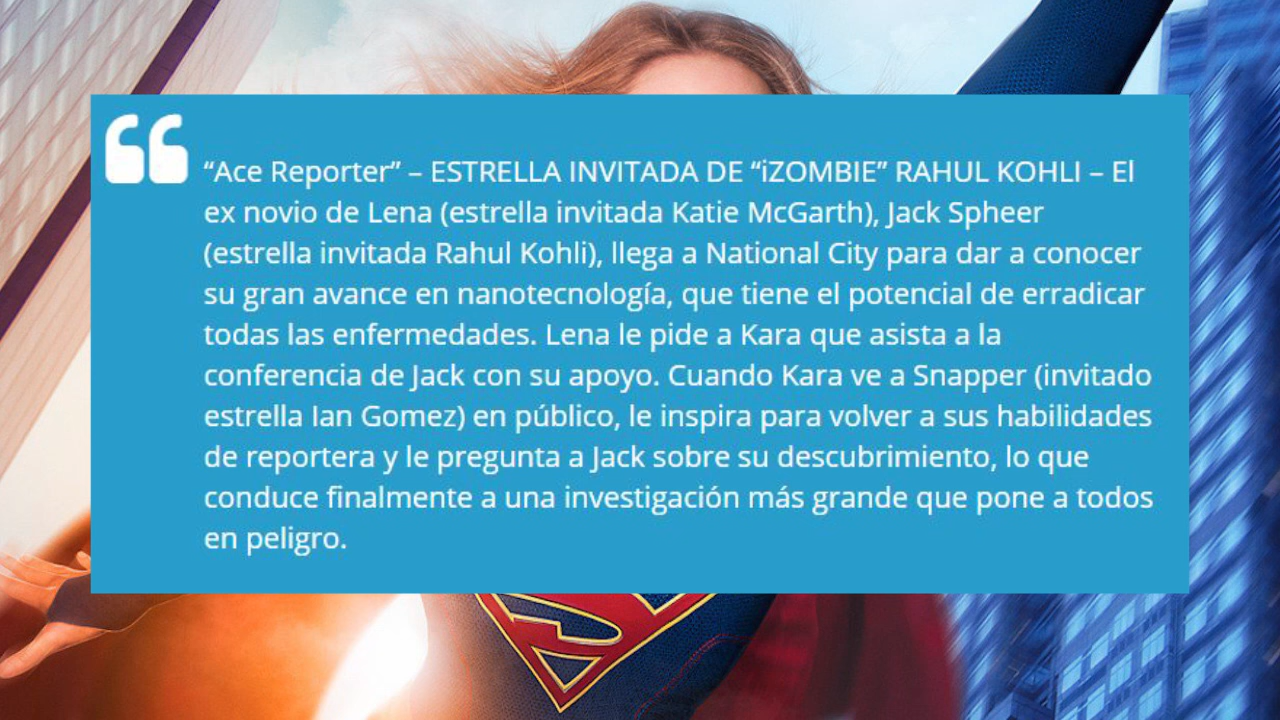 “Ace Reporter” – ESTRELLA INVITADA DE “iZOMBIE” RAHUL KOHLI – El
ex novio de Lena (estrella invitada Katie McGarth), Jack Spheer
(estrella invitada Rahul Kohli), llega a National City para dar a conocer
su gran avance en nanotecnología, que tiene el potencial de erradicar
todas las enfermedades. Lena le pide a Kara que asista a la
conferencia de Jack con su apoyo. Cuando Kara ve a Snapper (invitado
estrella Ian Gomez) en público, le inspira para volver a sus habilidades
de reportera y le pregunta a Jack sobre su descubrimiento, lo que
conduce finalmente a una investigación más grande que pone a todos
en peligro.